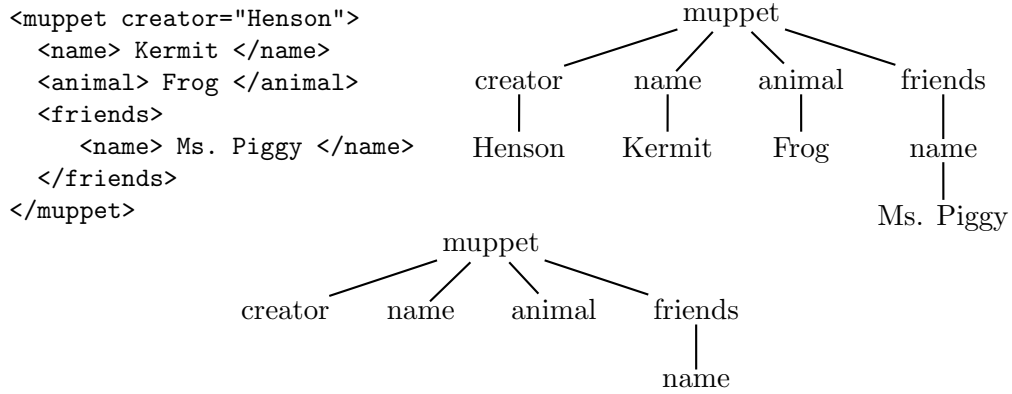 <muppet creator="Henson">
<name> Kermit </name>
<animal> Frog </animal>
<friends>
<name> Ms. Piggy </name>
</friends>
</muppet>
muppet
creator name animal friends
Henson Kermit Frog name
Ms. Piggy
muppet
creator name animal friends
name